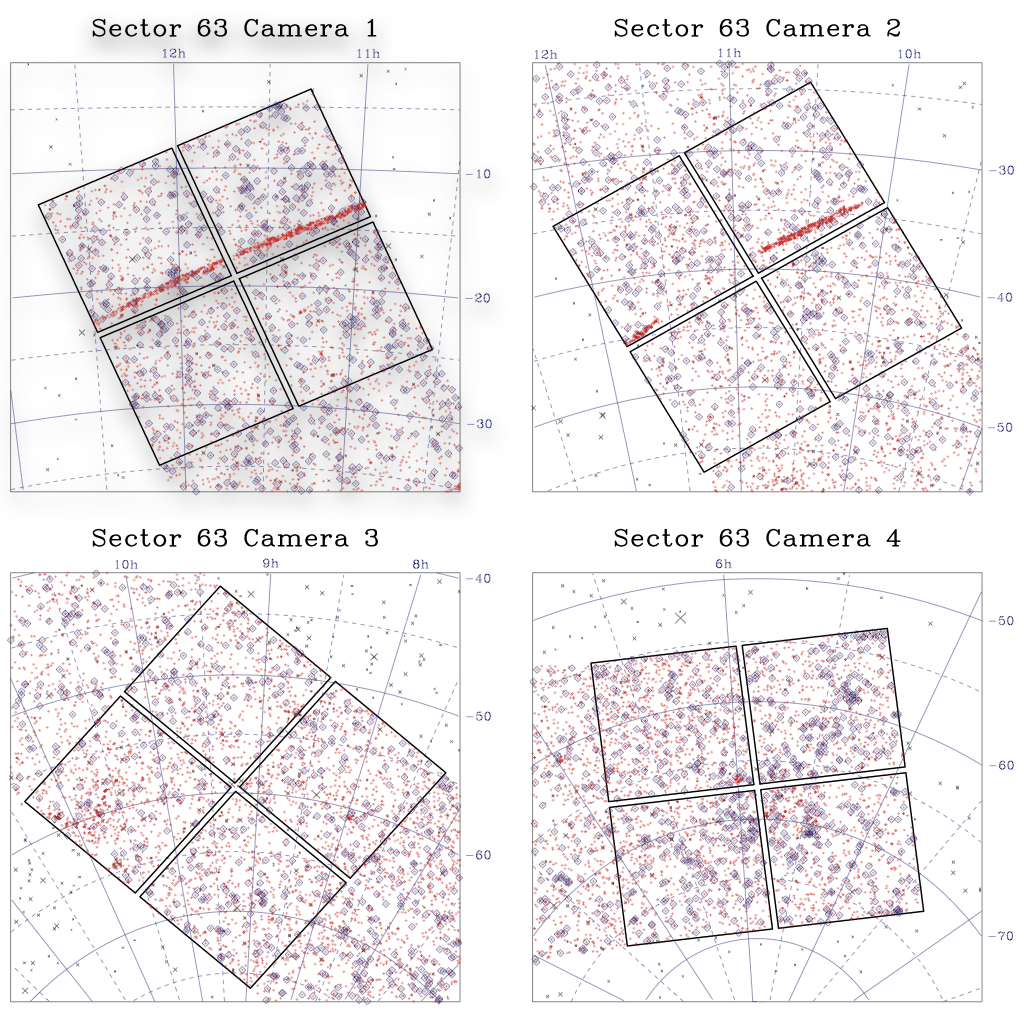 Sector 63 Camera 1
12h 11h
-10
-20
-30
Sector 63 Camera 2
12h 11h 10h
-30
-40
-50
Sector 63 Camera 3
10h 9h 8h
-40
-50
-60
Sector 63 Camera 4
6h
-50
-60
-70